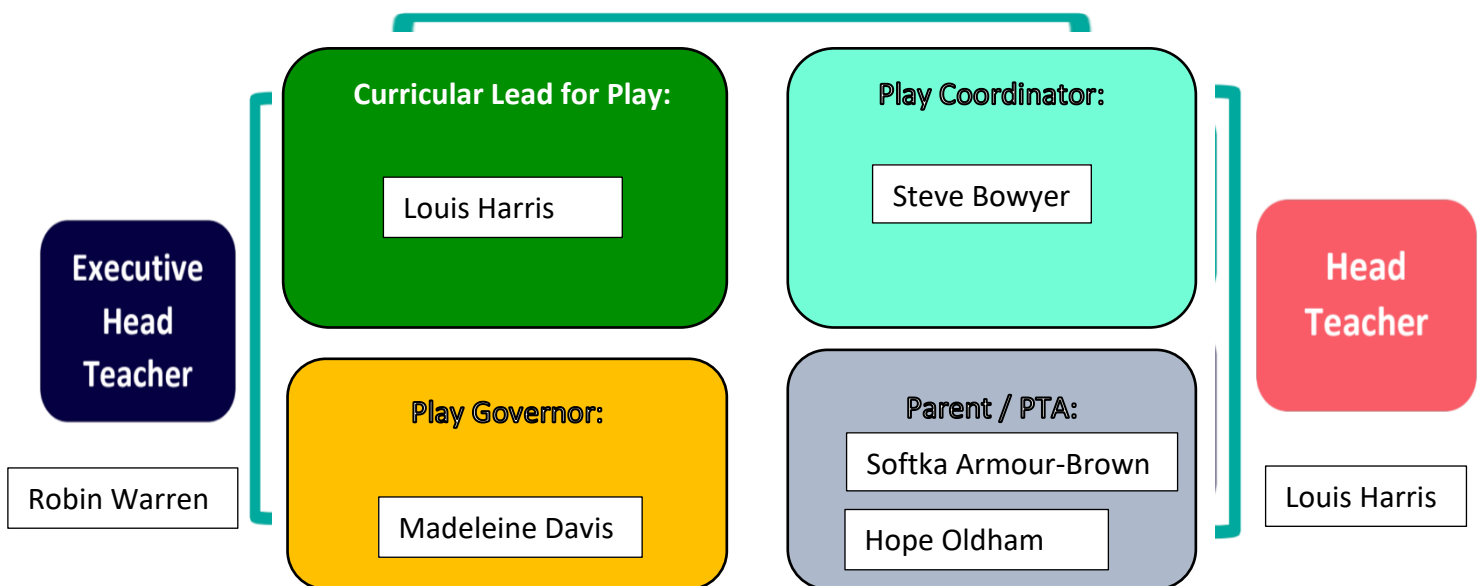 Curricular Lead for Play:
Louis Harris
Play Coordinator:
Steve Bowyer
Executive
Head
Teacher
Robin Warren
Head
Teacher
Louis Harris
Play Governor:
Madeleine Davis
Parent / PTA:
Softka Armour-Brown
Hope Oldham